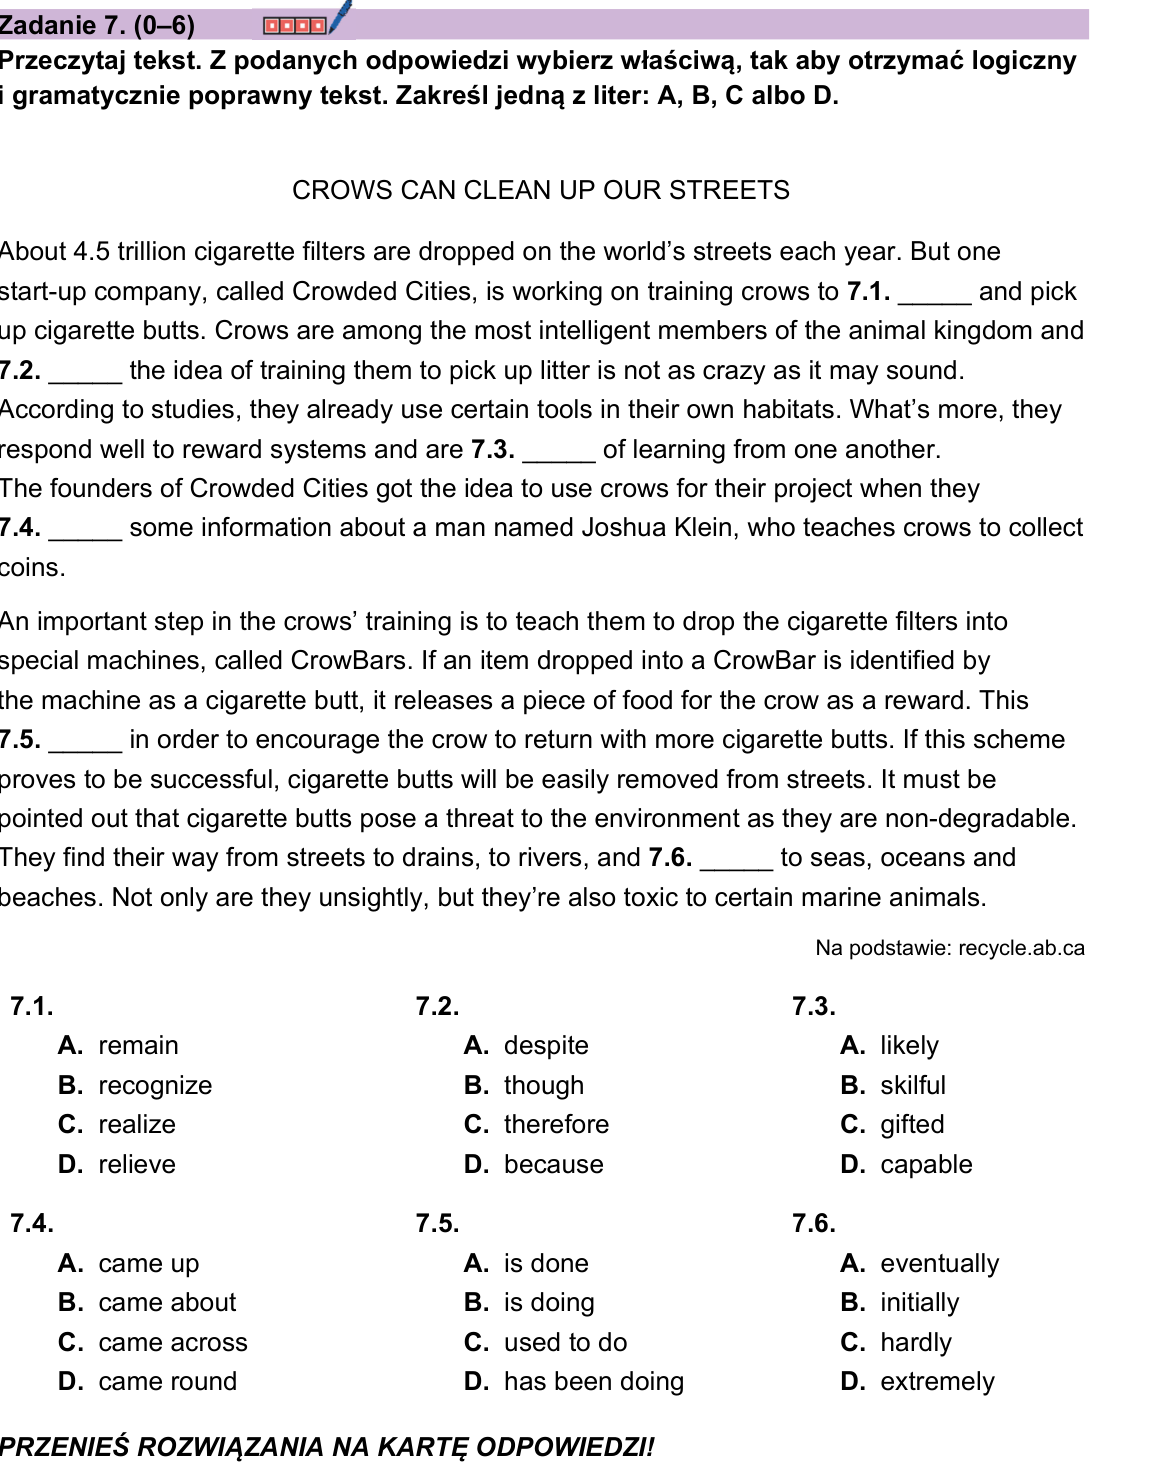 Zadanie 7. (0–6)
Przeczytaj tekst. Z podanych odpowiedzi wybierz właściwą, tak aby otrzymać logiczny
i gramatycznie poprawny tekst. Zakreśl jedną z liter: A, B, C albo D.
CROWS CAN CLEAN UP OUR STREETS
About 4.5 trillion cigarette filters are dropped on the world’s streets each year. But one
start-up company, called Crowded Cities, is working on training crows to 7.1. _____ and pick
up cigarette butts. Crows are among the most intelligent members of the animal kingdom and
7.2. _____ the idea of training them to pick up litter is not as crazy as it may sound.
According to studies, they already use certain tools in their own habitats. What’s more, they
respond well to reward systems and are 7.3. _____ of learning from one another.
The founders of Crowded Cities got the idea to use crows for their project when they
7.4. _____ some information about a man named Joshua Klein, who teaches crows to collect
coins.
An important step in the crows’ training is to teach them to drop the cigarette filters into
special machines, called CrowBars. If an item dropped into a CrowBar is identified by
the machine as a cigarette butt, it releases a piece of food for the crow as a reward. This
7.5. _____ in order to encourage the crow to return with more cigarette butts. If this scheme
proves to be successful, cigarette butts will be easily removed from streets. It must be
pointed out that cigarette butts pose a threat to the environment as they are non-degradable.
They find their way from streets to drains, to rivers, and 7.6. _____ to seas, oceans and
beaches. Not only are they unsightly, but they’re also toxic to certain marine animals.
Na podstawie: recycle.ab.ca
7.1.
A. remain
B. recognize
C. realize
D. relieve
7.2.
A. despite
B. though
C. therefore
D. because
7.3.
A. likely
B. skilful
C. gifted
D. capable
7.4.
A. came up
B. came about
C. came across
D. came round
7.5.
A. is done
B. is doing
C. used to do
D. has been doing
7.6.
A. eventually
B. initially
C. hardly
D. extremely
PRZENIEŚ ROZWIĄZANIA NA KARTĘ ODPOWIEDZI!